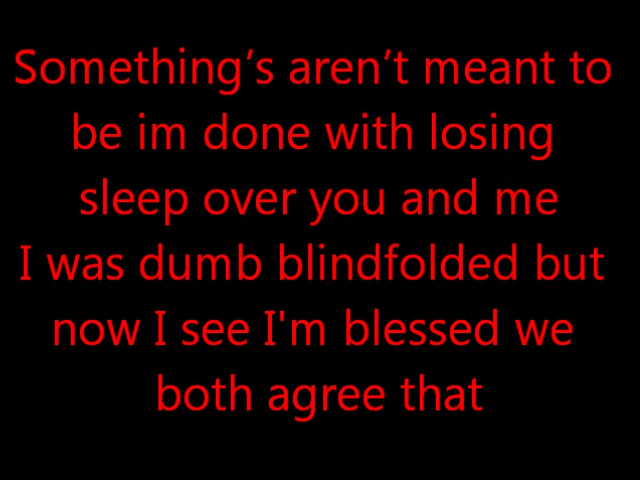 Something’s aren’t meant to
be im done with losing
sleep over you and me
I was dumb blindfolded but
now I see I'm blessed we
both agree that